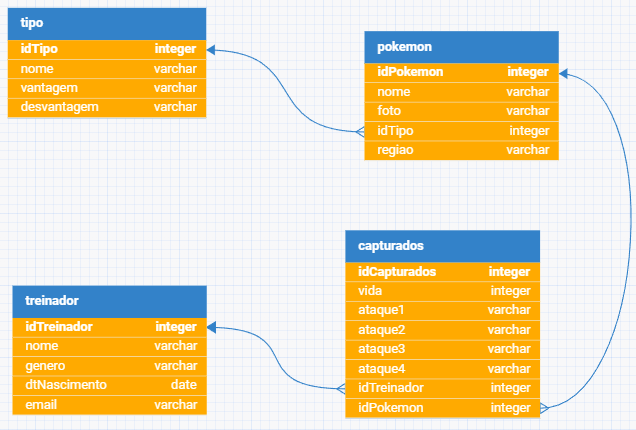 tipo
idTipo integer
nome varchar
vantagem varchar
desvantagem varchar
pokemon
idPokemon integer
nome varchar
foto varchar
idTipo integer
regiao varchar
capturados
idCapturados integer
vida integer
ataque1 varchar
ataque2 varchar
ataque3 varchar
ataque4 varchar
idTreinador integer
idPokemon integer
treinador
idTreinador integer
nome varchar
genero varchar
dtNascimento date
email varchar